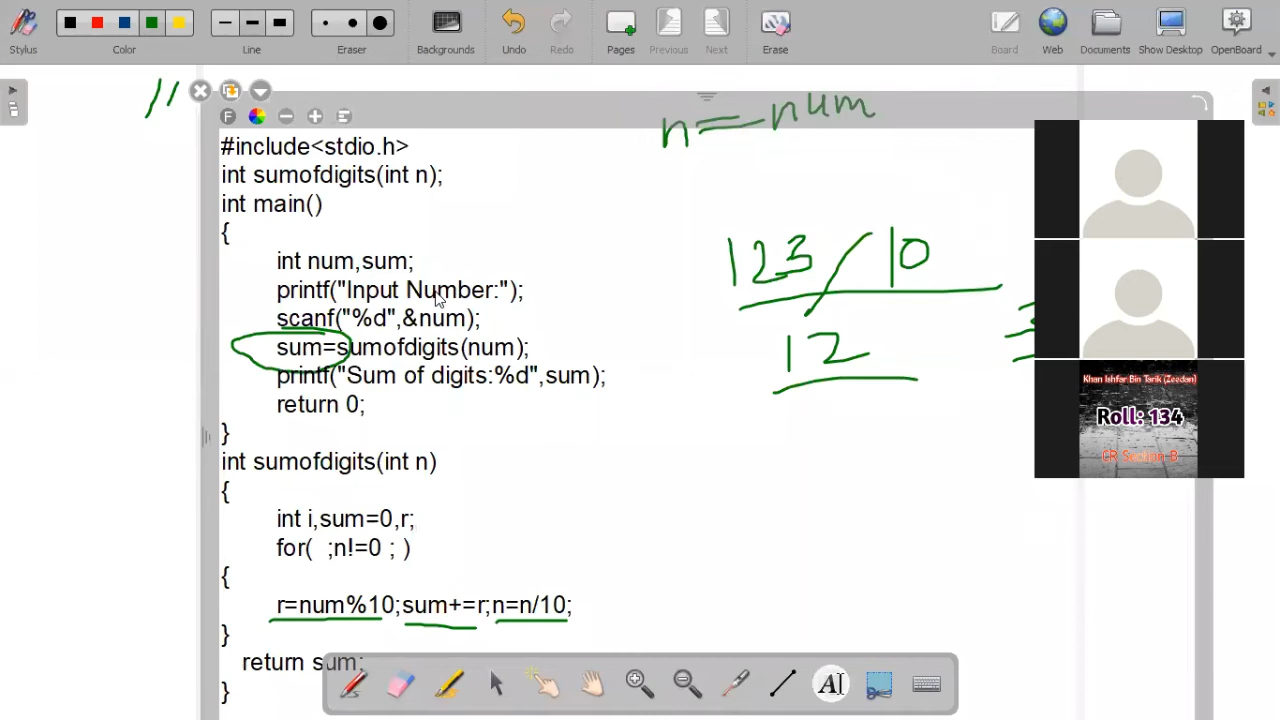 Stylus Color Line Eraser Backgrounds Undo Redo Pages Previous Next Erase Board Web Documents Show Desktop OpenBoard
n=num
#include<stdio.h>
int sumofdigits(int n);
int main()
{
int num,sum;
printf("Input Number:");
scanf("%d",&num);
sum=sumofdigits(num);
printf("Sum of digits:%d",sum);
return 0;
}
int sumofdigits(int n)
{
int i,sum=0,r;
for( ;n!=0 ; )
{
r=num%10;sum+=r;n=n/10;
}
return sum;
}
123/10
12
Khan Ishfar Bin Tarik (Zeedan)
Roll: 134
CR Section B